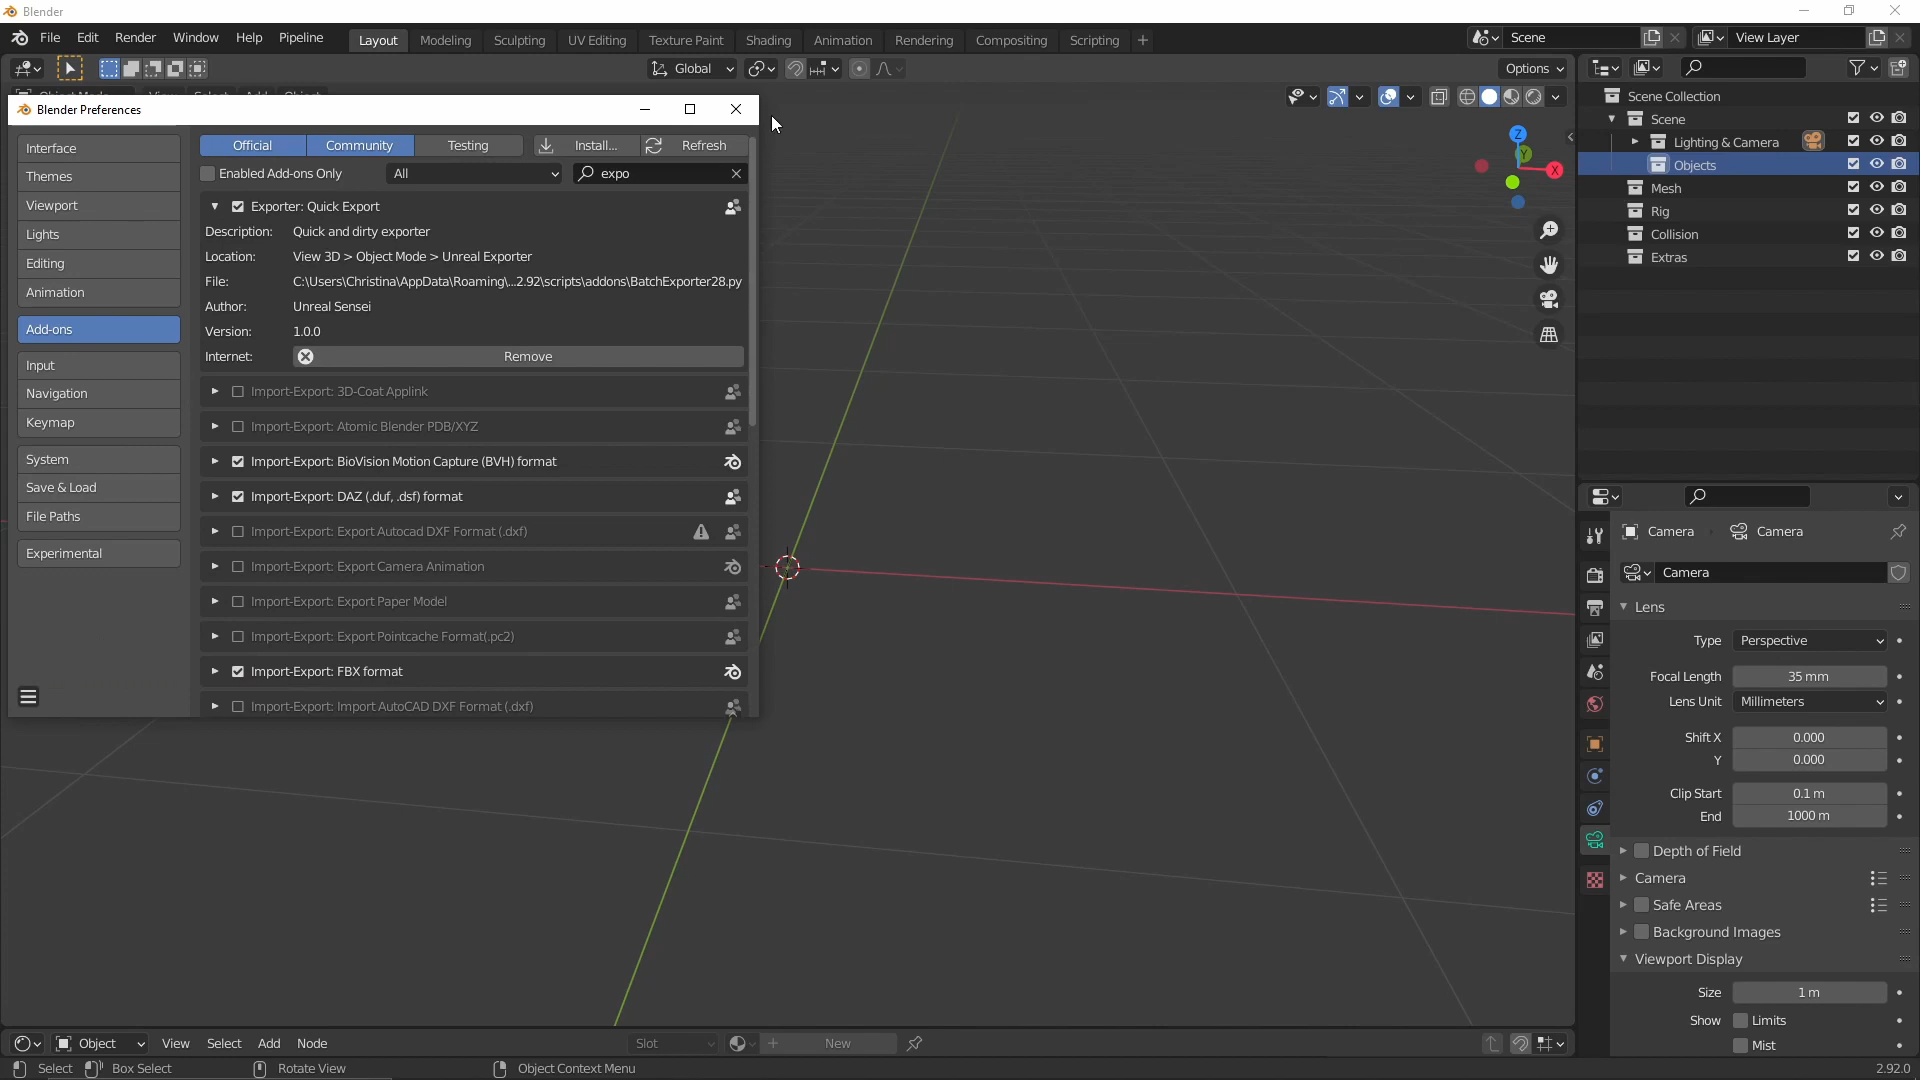 Blender
File Edit Render Window Help Pipeline
Layout Modeling Sculpting UV Editing Texture Paint Shading Animation Rendering Compositing Scripting +
Scene
View Layer
Global
Options
Blender Preferences
Interface
Themes
Viewport
Lights
Editing
Animation
Add-ons
Input
Navigation
Keymap
System
Save & Load
File Paths
Experimental
Official Community Testing Install... Refresh
Enabled Add-ons Only All expo
Exporter: Quick Export
Description: Quick and dirty exporter
Location: View 3D > Object Mode > Unreal Exporter
File: C:\Users\Christina\AppData\Roaming\...2.92\scripts\addons\BatchExporter28.py
Author: Unreal Sensei
Version: 1.0.0
Internet: Remove
Import-Export: 3D-Coat Applink
Import-Export: Atomic Blender PDB/XYZ
Import-Export: BioVision Motion Capture (BVH) format
Import-Export: DAZ (.duf, .dsf) format
Import-Export: Export Autocad DXF Format (.dxf)
Import-Export: Export Camera Animation
Import-Export: Export Paper Model
Import-Export: Export Pointcache Format(.pc2)
Import-Export: FBX format
Import-Export: Import AutoCAD DXF Format (.dxf)
Z
Y
X
Scene Collection
Scene
Lighting & Camera
Objects
Mesh
Rig
Collision
Extras
Camera Camera
Camera
Lens
Type Perspective
Focal Length 35 mm
Lens Unit Millimeters
Shift X 0.000
Y 0.000
Clip Start 0.1 m
End 1000 m
Depth of Field
Camera
Safe Areas
Background Images
Viewport Display
Size 1 m
Show Limits
Mist
Object View Select Add Node
Slot
New
Select Box Select Rotate View Object Context Menu
2.92.0